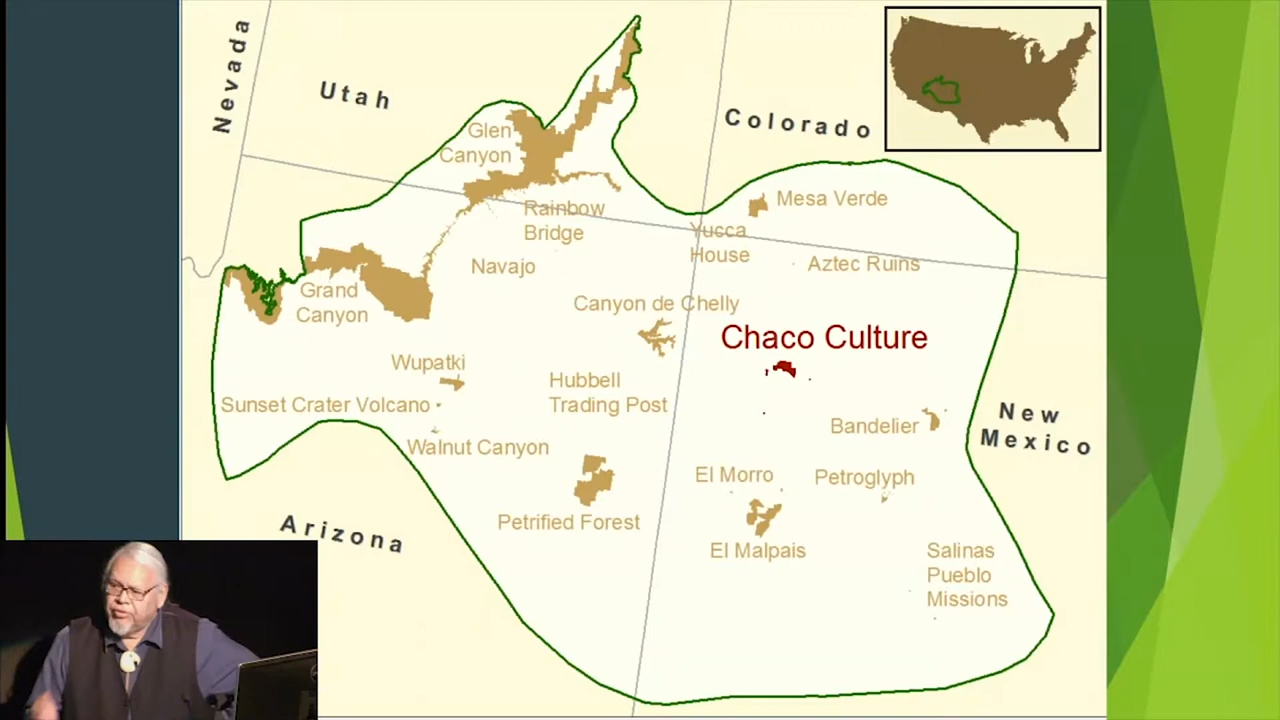 Nevada
Utah
Colorado
Glen
Canyon
Mesa Verde
Rainbow
Bridge
Yucca
House
Navajo
Aztec Ruins
Grand
Canyon
Canyon de Chelly
Chaco Culture
Wupatki
Hubbell
Trading Post
Sunset Crater Volcano
New
Mexico
Bandelier
Walnut Canyon
El Morro
Petroglyph
Petrified Forest
Arizona
El Malpais
Salinas
Pueblo
Missions